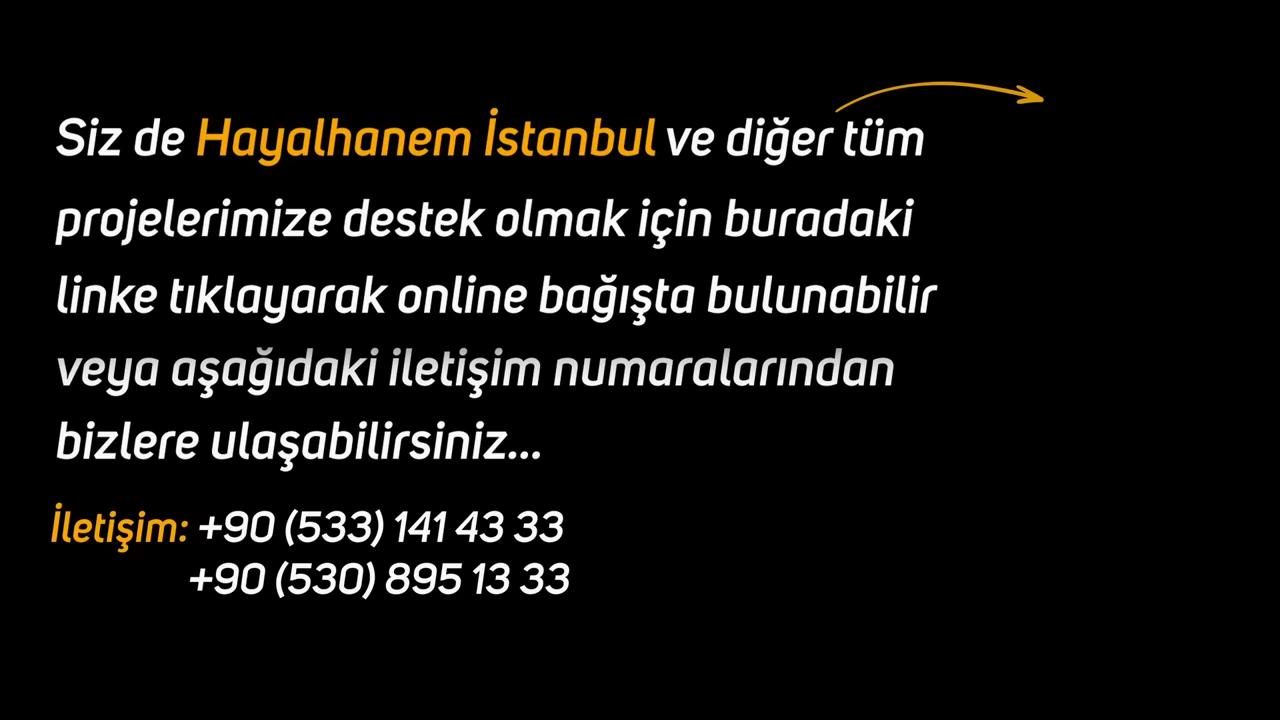 Siz de Hayalhanem İstanbul ve diğer tüm
projelerimize destek olmak için buradaki
linke tıklayarak online bağışta bulunabilir
veya aşağıdaki iletişim numaralarından
bizlere ulaşabilirsiniz...
İletişim: +90 (533) 141 43 33
+90 (530) 895 13 33